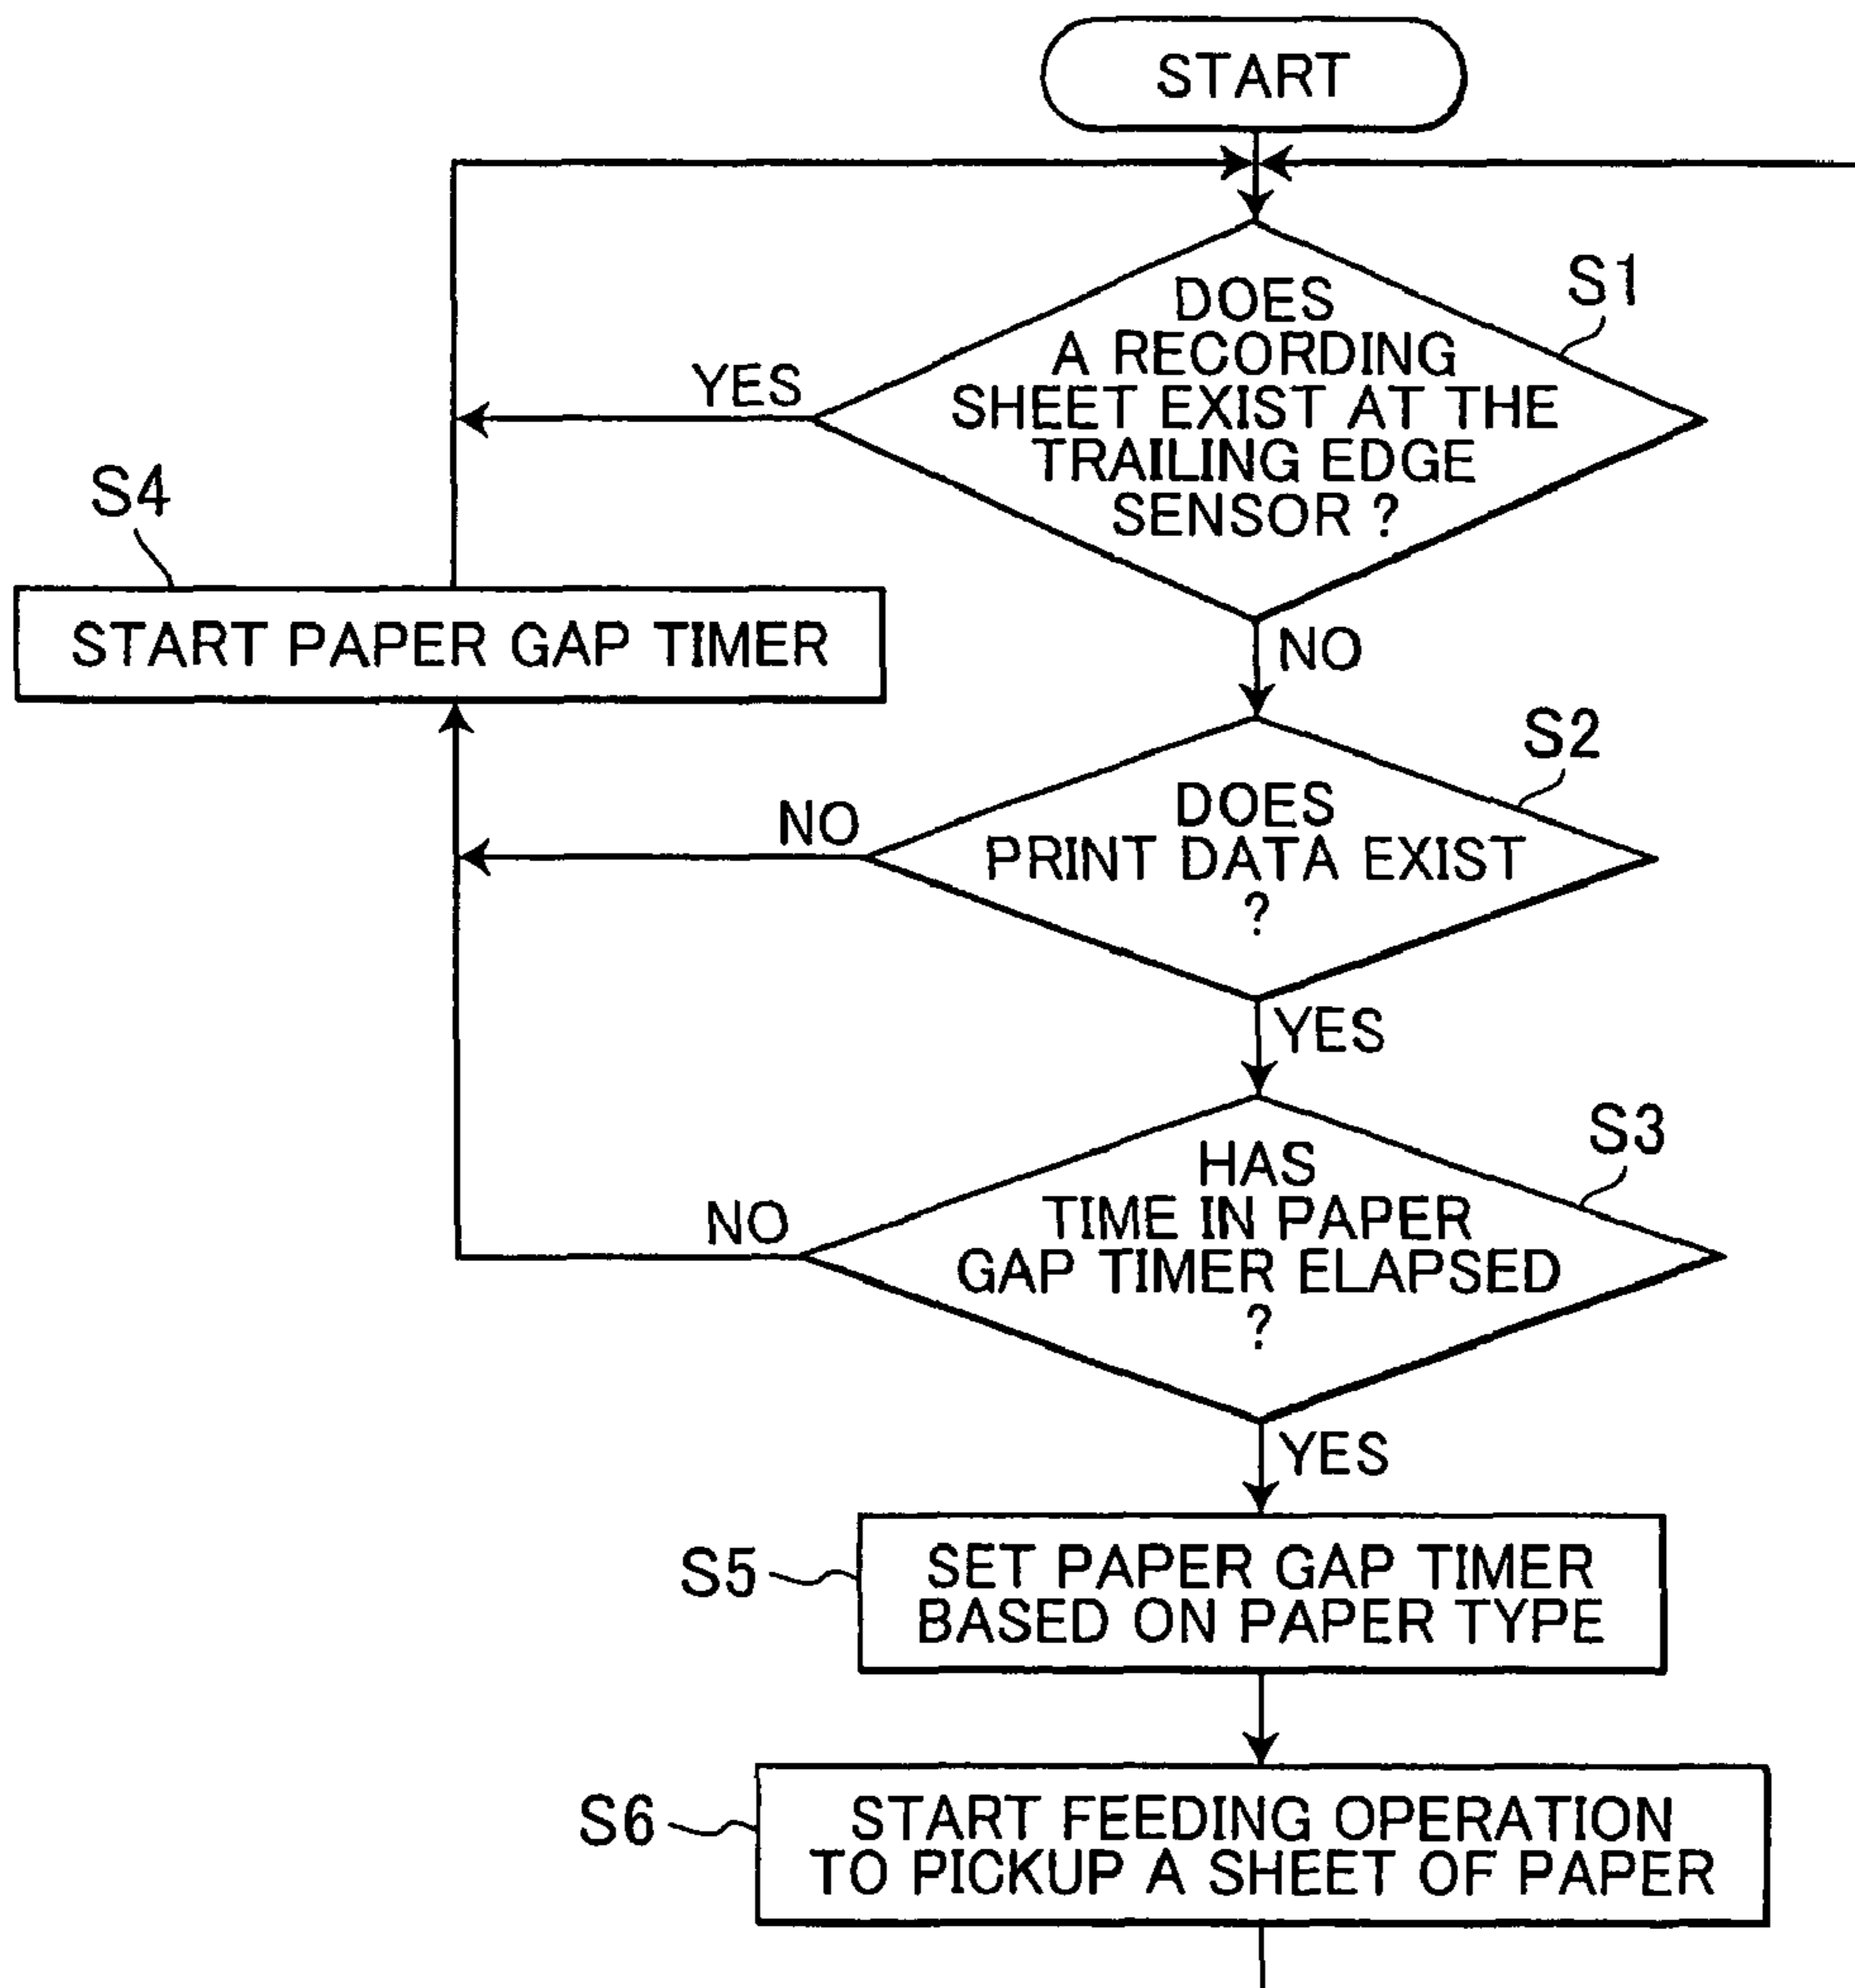 START
S1
DOES
A RECORDING
SHEET EXIST AT THE
TRAILING EDGE
SENSOR ?
YES
S4
START PAPER GAP TIMER
NO
S2
DOES
PRINT DATA EXIST
?
NO
YES
S3
HAS
TIME IN PAPER
GAP TIMER ELAPSED
?
NO
YES
S5
SET PAPER GAP TIMER
BASED ON PAPER TYPE
S6
START FEEDING OPERATION
TO PICKUP A SHEET OF PAPER